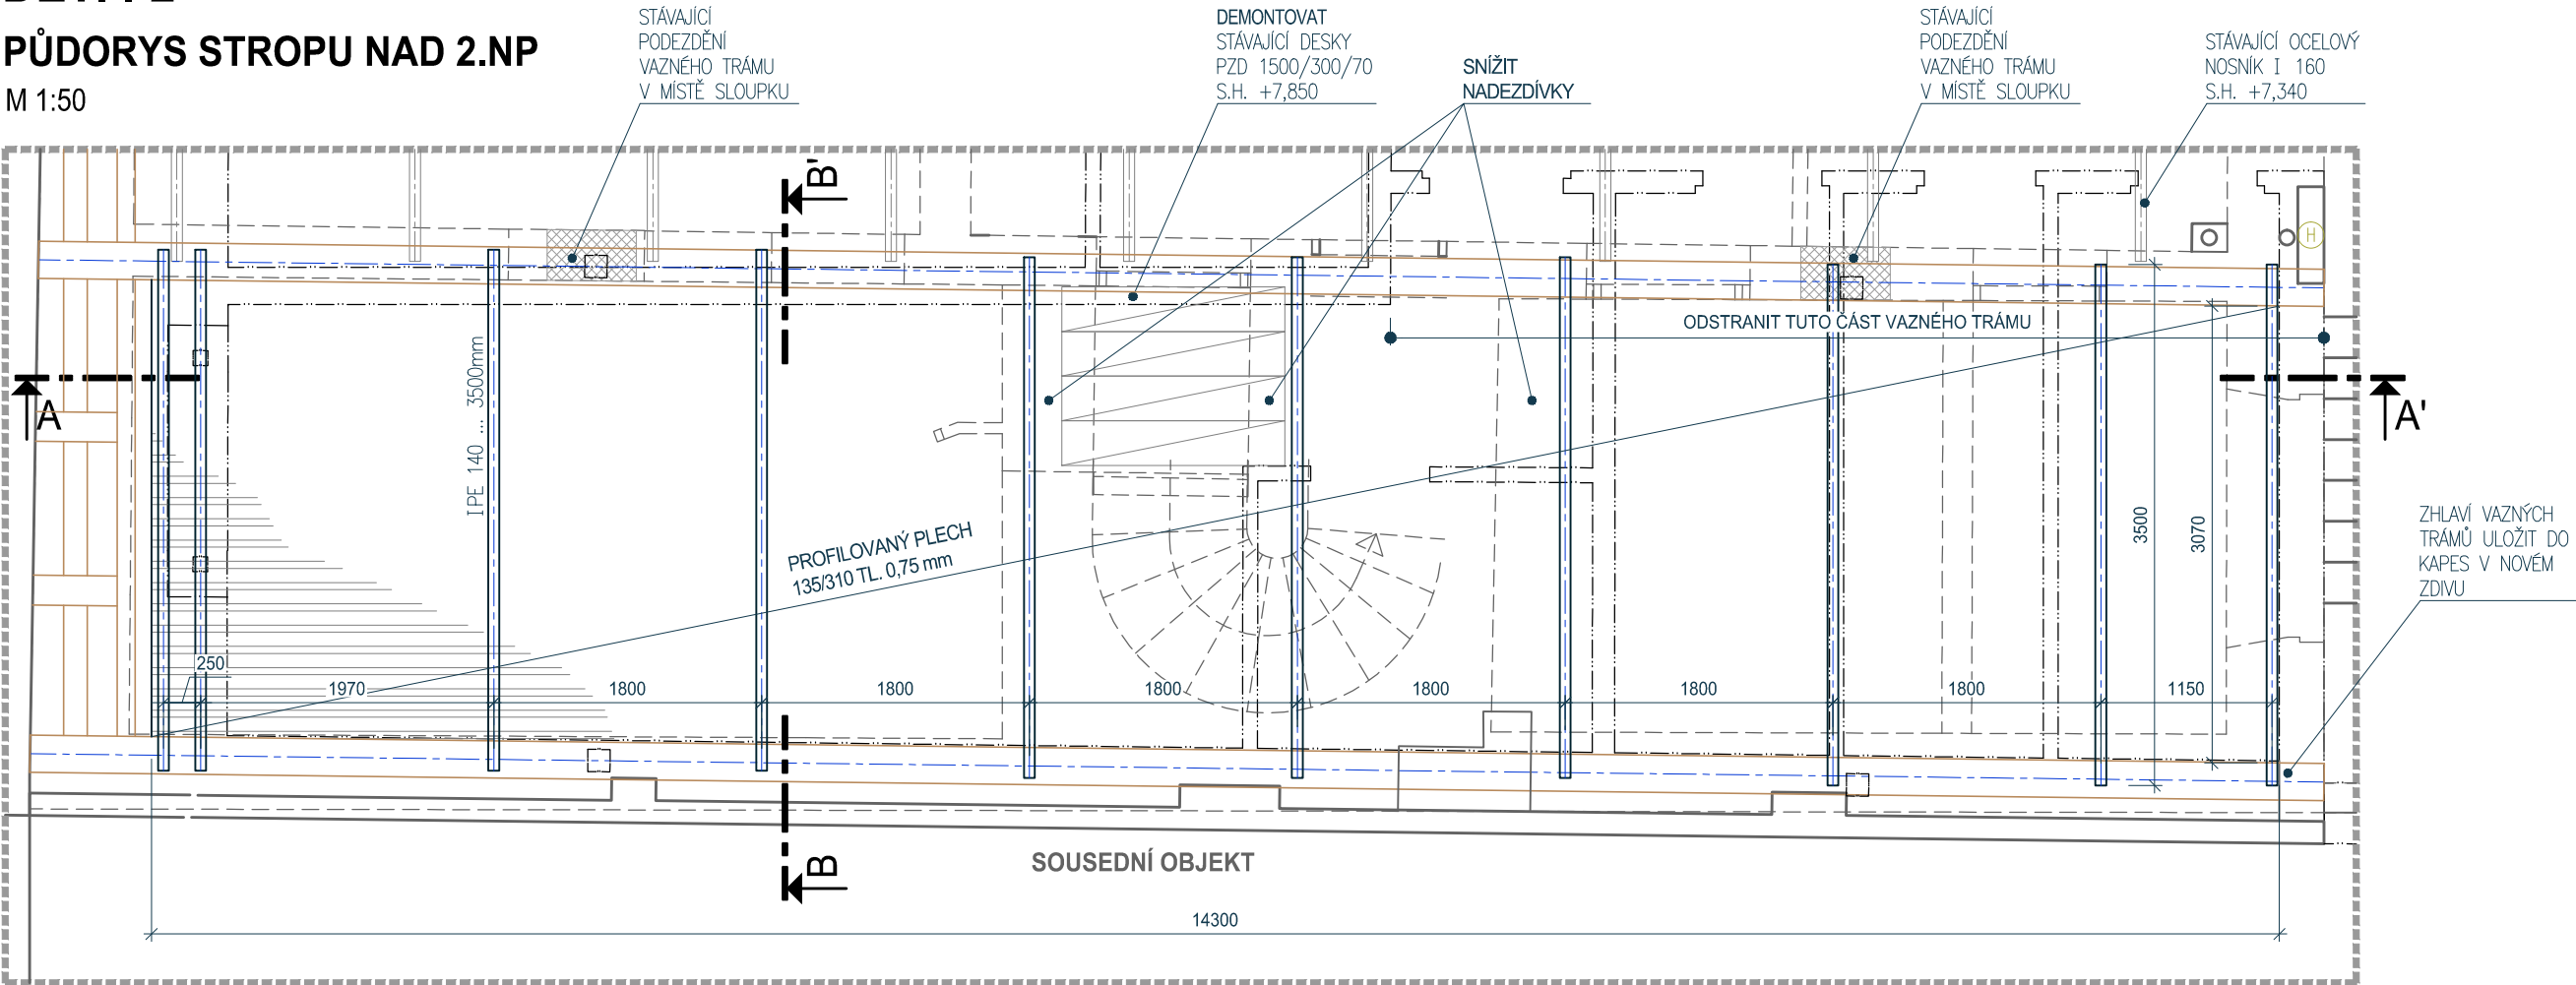 PŮDORYS STROPU NAD 2.NP
M 1:50
STÁVAJÍCÍ
PODEZDĚNÍ
VAZNÉHO TRÁMU
V MÍSTĚ SLOUPKU
DEMONTOVAT
STÁVAJÍCÍ DESKY
PZD 1500/300/70
S.H. +7,850
SNÍŽIT
NADEZDÍVKY
STÁVAJÍCÍ
PODEZDĚNÍ
VAZNÉHO TRÁMU
V MÍSTĚ SLOUPKU
STÁVAJÍCÍ OCELOVÝ
NOSNÍK I 160
S.H. +7,340
B'
H
ODSTRANIT TUTO ČÁST VAZNÉHO TRÁMU
A
A'
IPE 140 ... 3500mm
PROFILOVANÝ PLECH
135/310 TL. 0,75 mm
3500
3070
ZHLAVÍ VAZNÝCH
TRÁMŮ ULOŽIT DO
KAPES V NOVÉM
ZDIVU
250
1970
1800
1800
1800
1800
1800
1800
1150
B
SOUSEDNÍ OBJEKT
14300